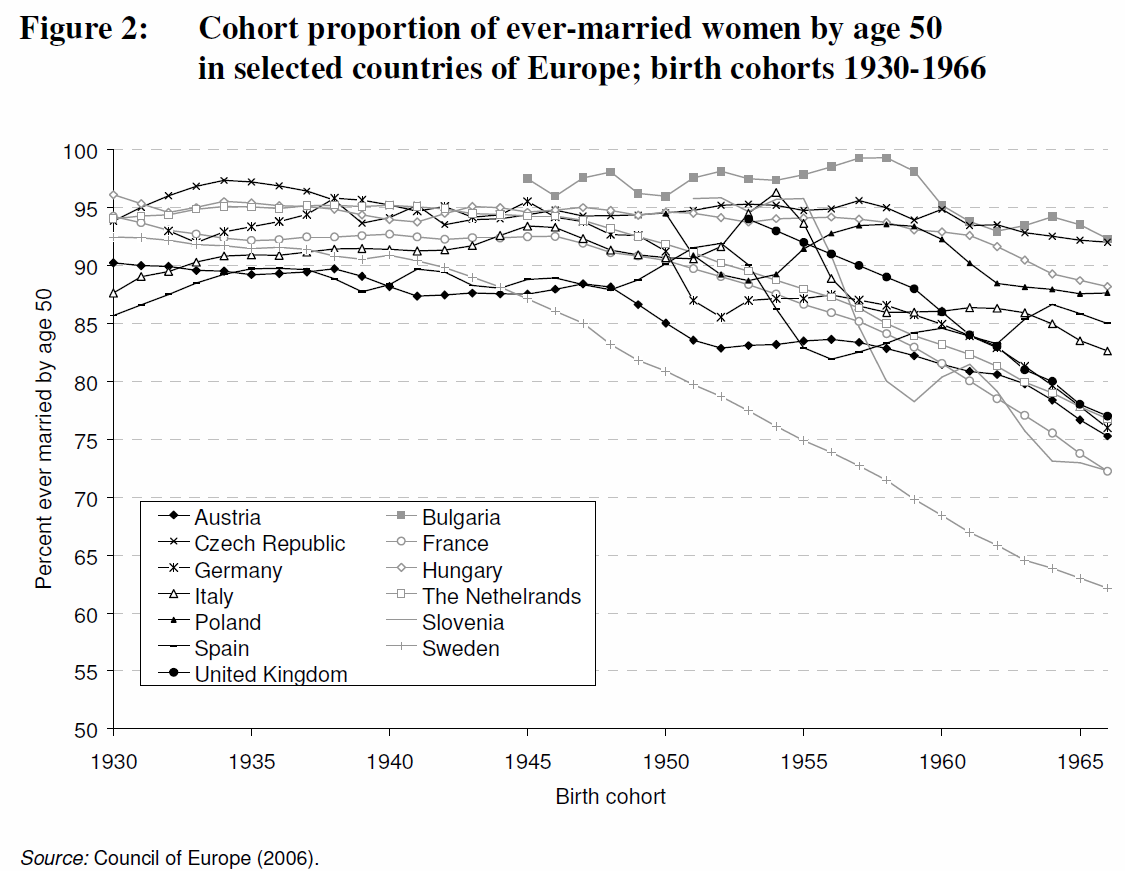 Figure 2: Cohort proportion of ever-married women by age 50
in selected countries of Europe; birth cohorts 1930-1966
Percent ever married by age 50
100
95
90
85
80
75
70
65
60
55
50
Austria
Bulgaria
Czech Republic
France
Germany
Hungary
Italy
The Nethelrands
Poland
Slovenia
Spain
Sweden
United Kingdom
1930 1935 1940 1945 1950 1955 1960 1965
Birth cohort
Source: Council of Europe (2006).